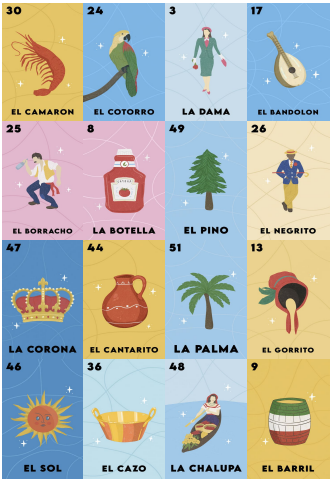 30
EL CAMARON
24
EL COTORRO
3
LA DAMA
17
EL BANDOLON
25
EL BORRACHO
8
LA BOTELLA
49
EL PINO
26
EL NEGRITO
47
LA CORONA
44
EL CANTARITO
51
LA PALMA
13
EL GORRITO
46
EL SOL
36
EL CAZO
48
LA CHALUPA
9
EL BARRIL